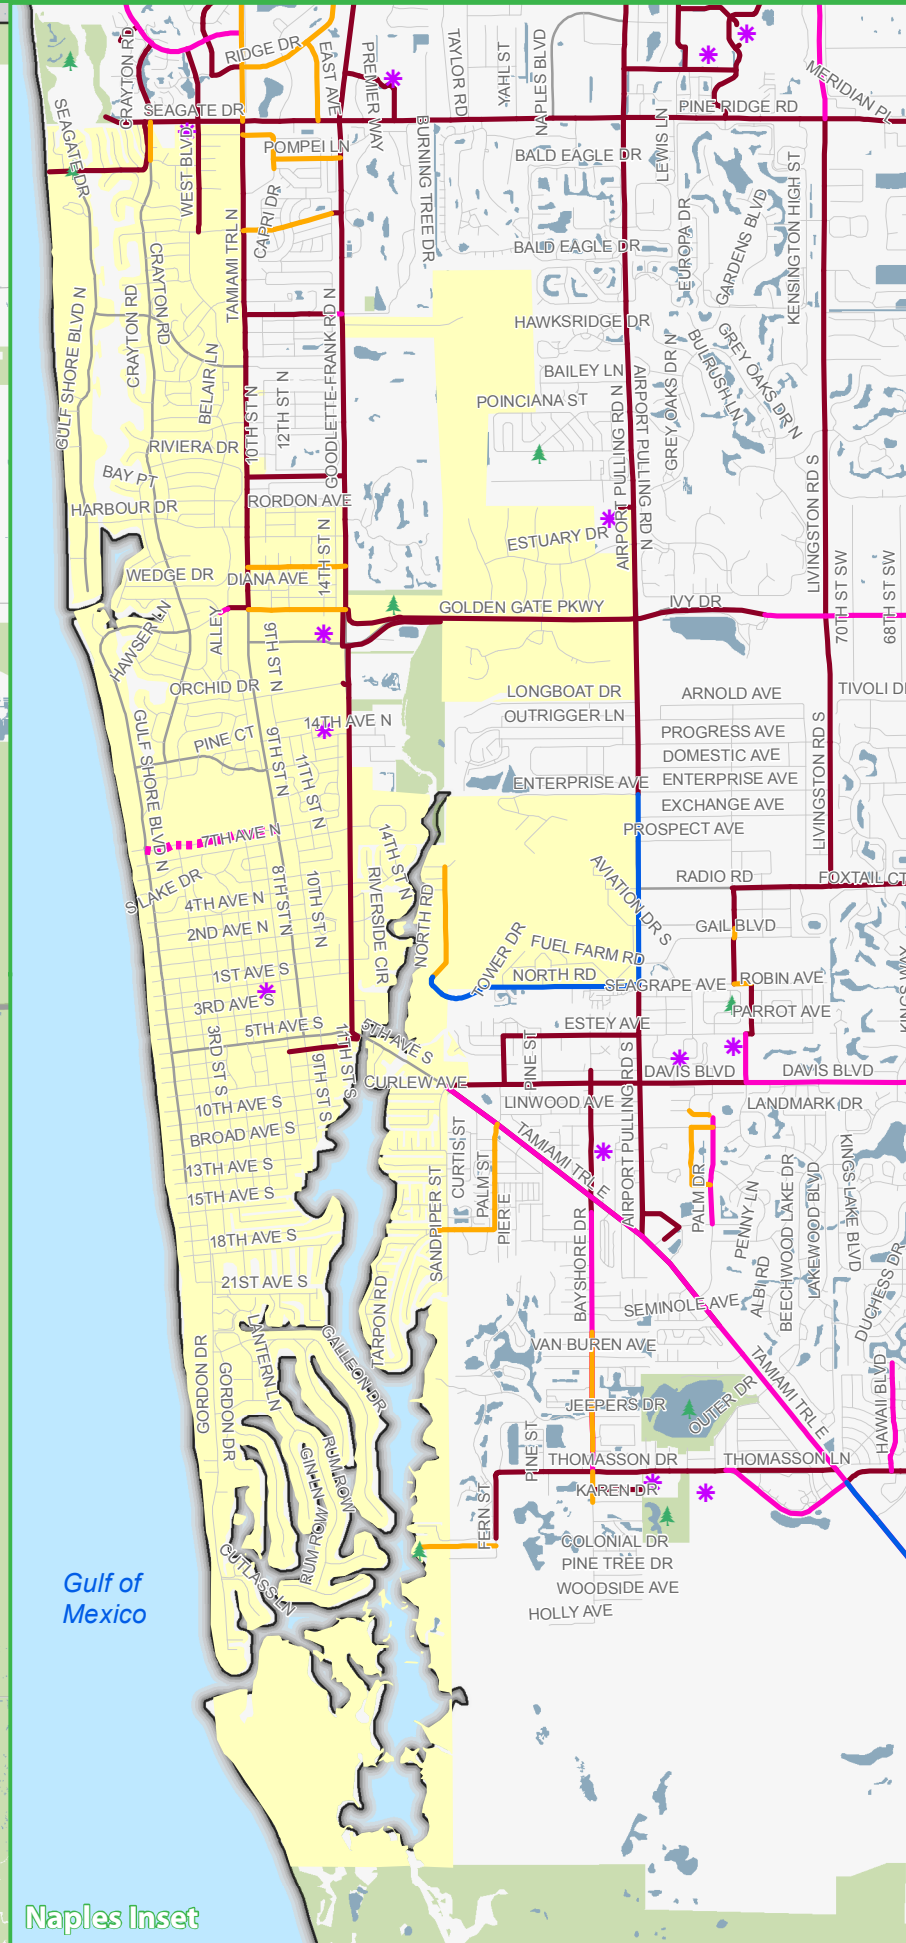 CRAYTON RD
RIDGE DR
EAST AVE
PREMIER WAY
TAYLOR RD
YAHL ST
NAPLES BLVD
MERIDIAN PL
SEAGATE DR
SEAGATE DR
PINE RIDGE RD
WEST BLVD
POMPEI LN
BURNING TREE DR
BALD EAGLE DR
LEWIS LN
KENSINGTON HIGH ST
CAPRI DR
TAMIAMI TRL N
CRAYTON RD
BALD EAGLE DR
EUROPA DR
GARDENS BLVD
GULF SHORE BLVD N
CRAYTON RD
BELAIR LN
GOODLETTE-FRANK RD N
HAWKSRIDGE DR
BAILEY LN
POINCIANA ST
GREY OAKS DR N
BULRUSH LN
GREY OAKS DR N
10TH ST N
12TH ST N
RIVIERA DR
BAY PT
AIRPORT PULLING RD N
AIRPORT PULLING RD N
HARBOUR DR
RORDON AVE
14TH ST N
LIVINGSTON RD S
ESTUARY DR
WEDGE DR
DIANA AVE
GOLDEN GATE PKWY
IVY DR
70TH ST SW
68TH ST SW
HAWSER LN
ALLEY
9TH ST N
ORCHID DR
LONGBOAT DR
ARNOLD AVE
TIVOLI D
14TH AVE N
OUTRIGGER LN
PINE CT
9TH ST N
PROGRESS AVE
DOMESTIC AVE
GULF SHORE BLVD N
11TH ST N
ENTERPRISE AVE
ENTERPRISE AVE
LIVINGSTON RD S
EXCHANGE AVE
7TH AVE N
PROSPECT AVE
14TH ST N
S LAKE DR
8TH ST N
10TH ST N
RIVERSIDE CIR
NORTH RD
AVIATION DR S
RADIO RD
FOXTAIL CT
4TH AVE N
2ND AVE N
GAIL BLVD
TOWER DR
FUEL FARM RD
1ST AVE S
NORTH RD
SEAGRAPE AVE
ROBIN AVE
KINGS WAY
3RD AVE S
PARROT AVE
5TH AVE S
5TH AVE S
ESTEY AVE
3RD ST S
9TH ST S
11TH ST S
PINE ST
DAVIS BLVD
DAVIS BLVD
CURLEW AVE
10TH AVE S
LINWOOD AVE
LANDMARK DR
BROAD AVE S
TAMIAMI TRL E
AIRPORT PULLING RD S
13TH AVE S
CURTIS ST
PALM ST
15TH AVE S
SANDPIPER ST
PIER E
PALM DR
PENNY LN
BEECHWOOD LAKE DR
LAKEWOOD BLVD
KINGS LAKE BLVD
18TH AVE S
BAYSHORE DR
ALBI RD
DUCHESS DR
21ST AVE S
TARPON RD
SEMINOLE AVE
LANTERN LN
GALLEON DR
VAN BUREN AVE
TAMIAMI TRL E
GORDON DR
GORDON DR
JEEPERS DR
OUTER DR
HAWAII BLVD
RUM ROW
GIN LN
PINE ST
THOMASSON DR
THOMASSON LN
KAREN DR
RUM ROW
FERN ST
CUTLASS LN
COLONIAL DR
PINE TREE DR
WOODSIDE AVE
HOLLY AVE
Gulf of
Mexico
Naples Inset